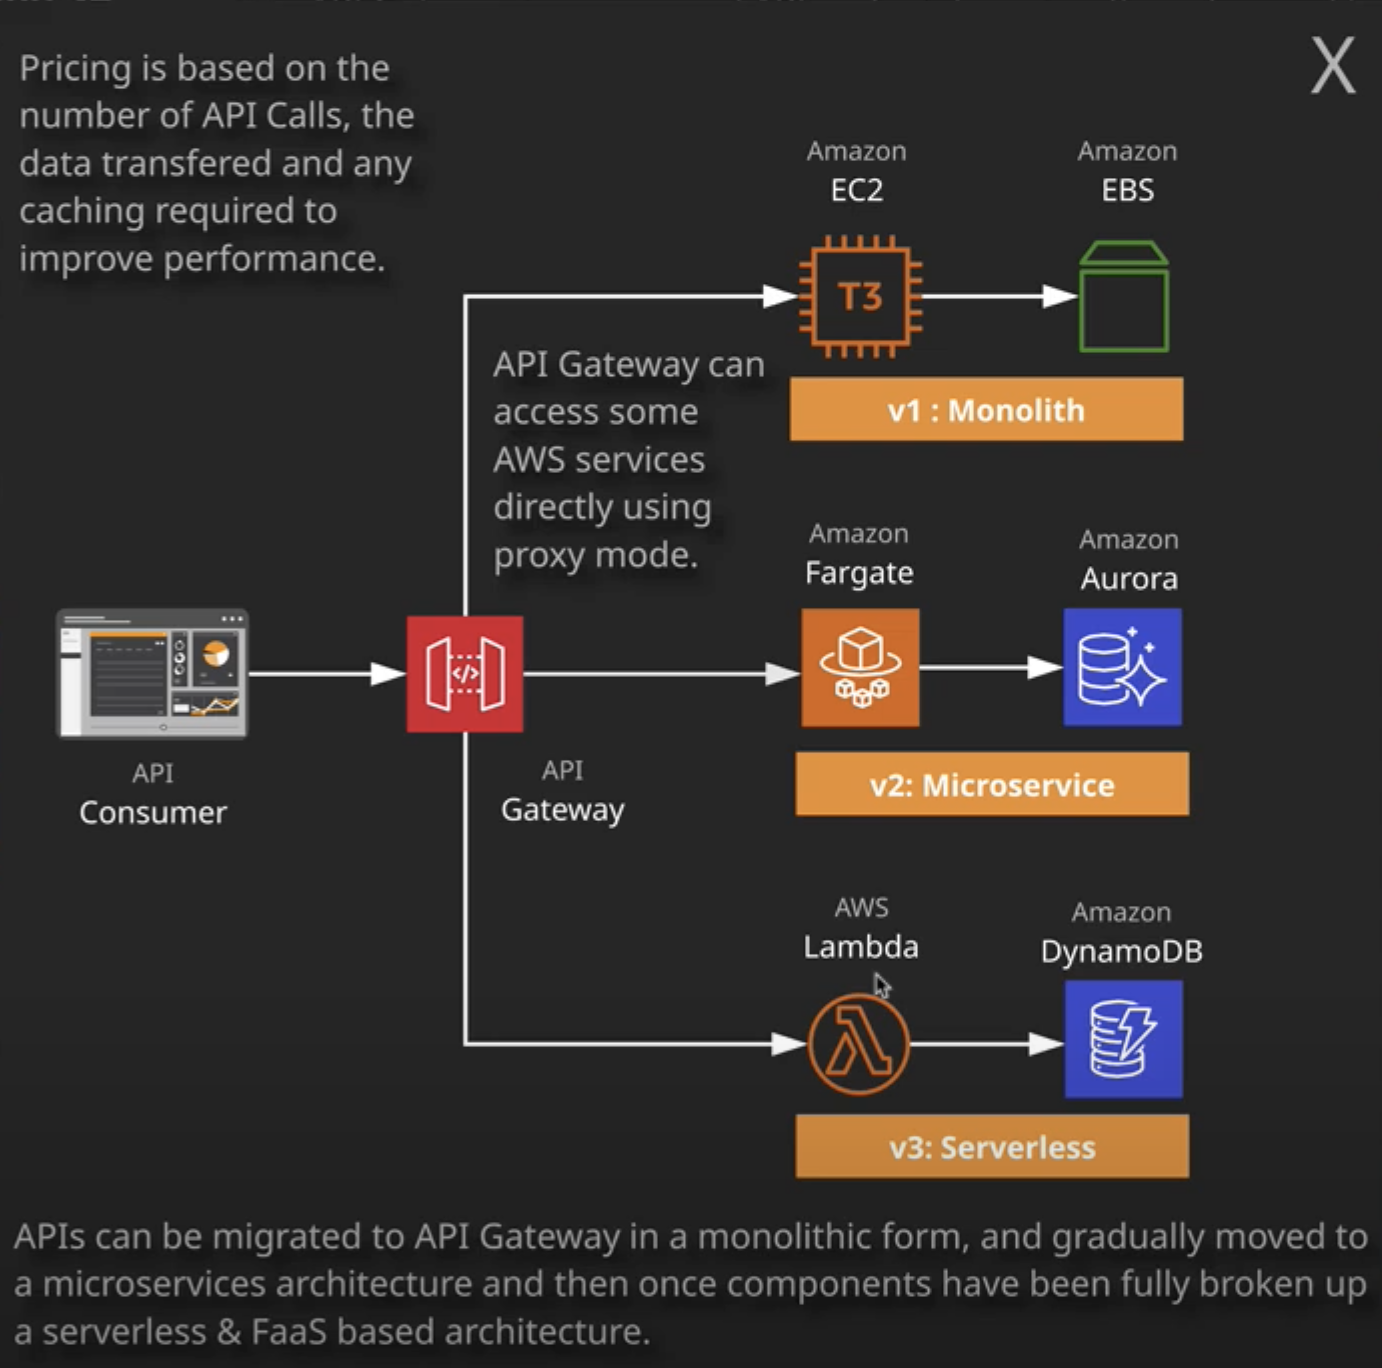 Pricing is based on the
number of API Calls, the
data transfered and any
caching required to
improve performance.
X
Amazon
EC2
Amazon
EBS
T3
v1 : Monolith
API Gateway can
access some
AWS services
directly using
proxy mode.
Amazon
Fargate
Amazon
Aurora
</>
v2: Microservice
API
Consumer
API
Gateway
AWS
Lambda
Amazon
DynamoDB
v3: Serverless
APIs can be migrated to API Gateway in a monolithic form, and gradually moved to
a microservices architecture and then once components have been fully broken up
a serverless & FaaS based architecture.